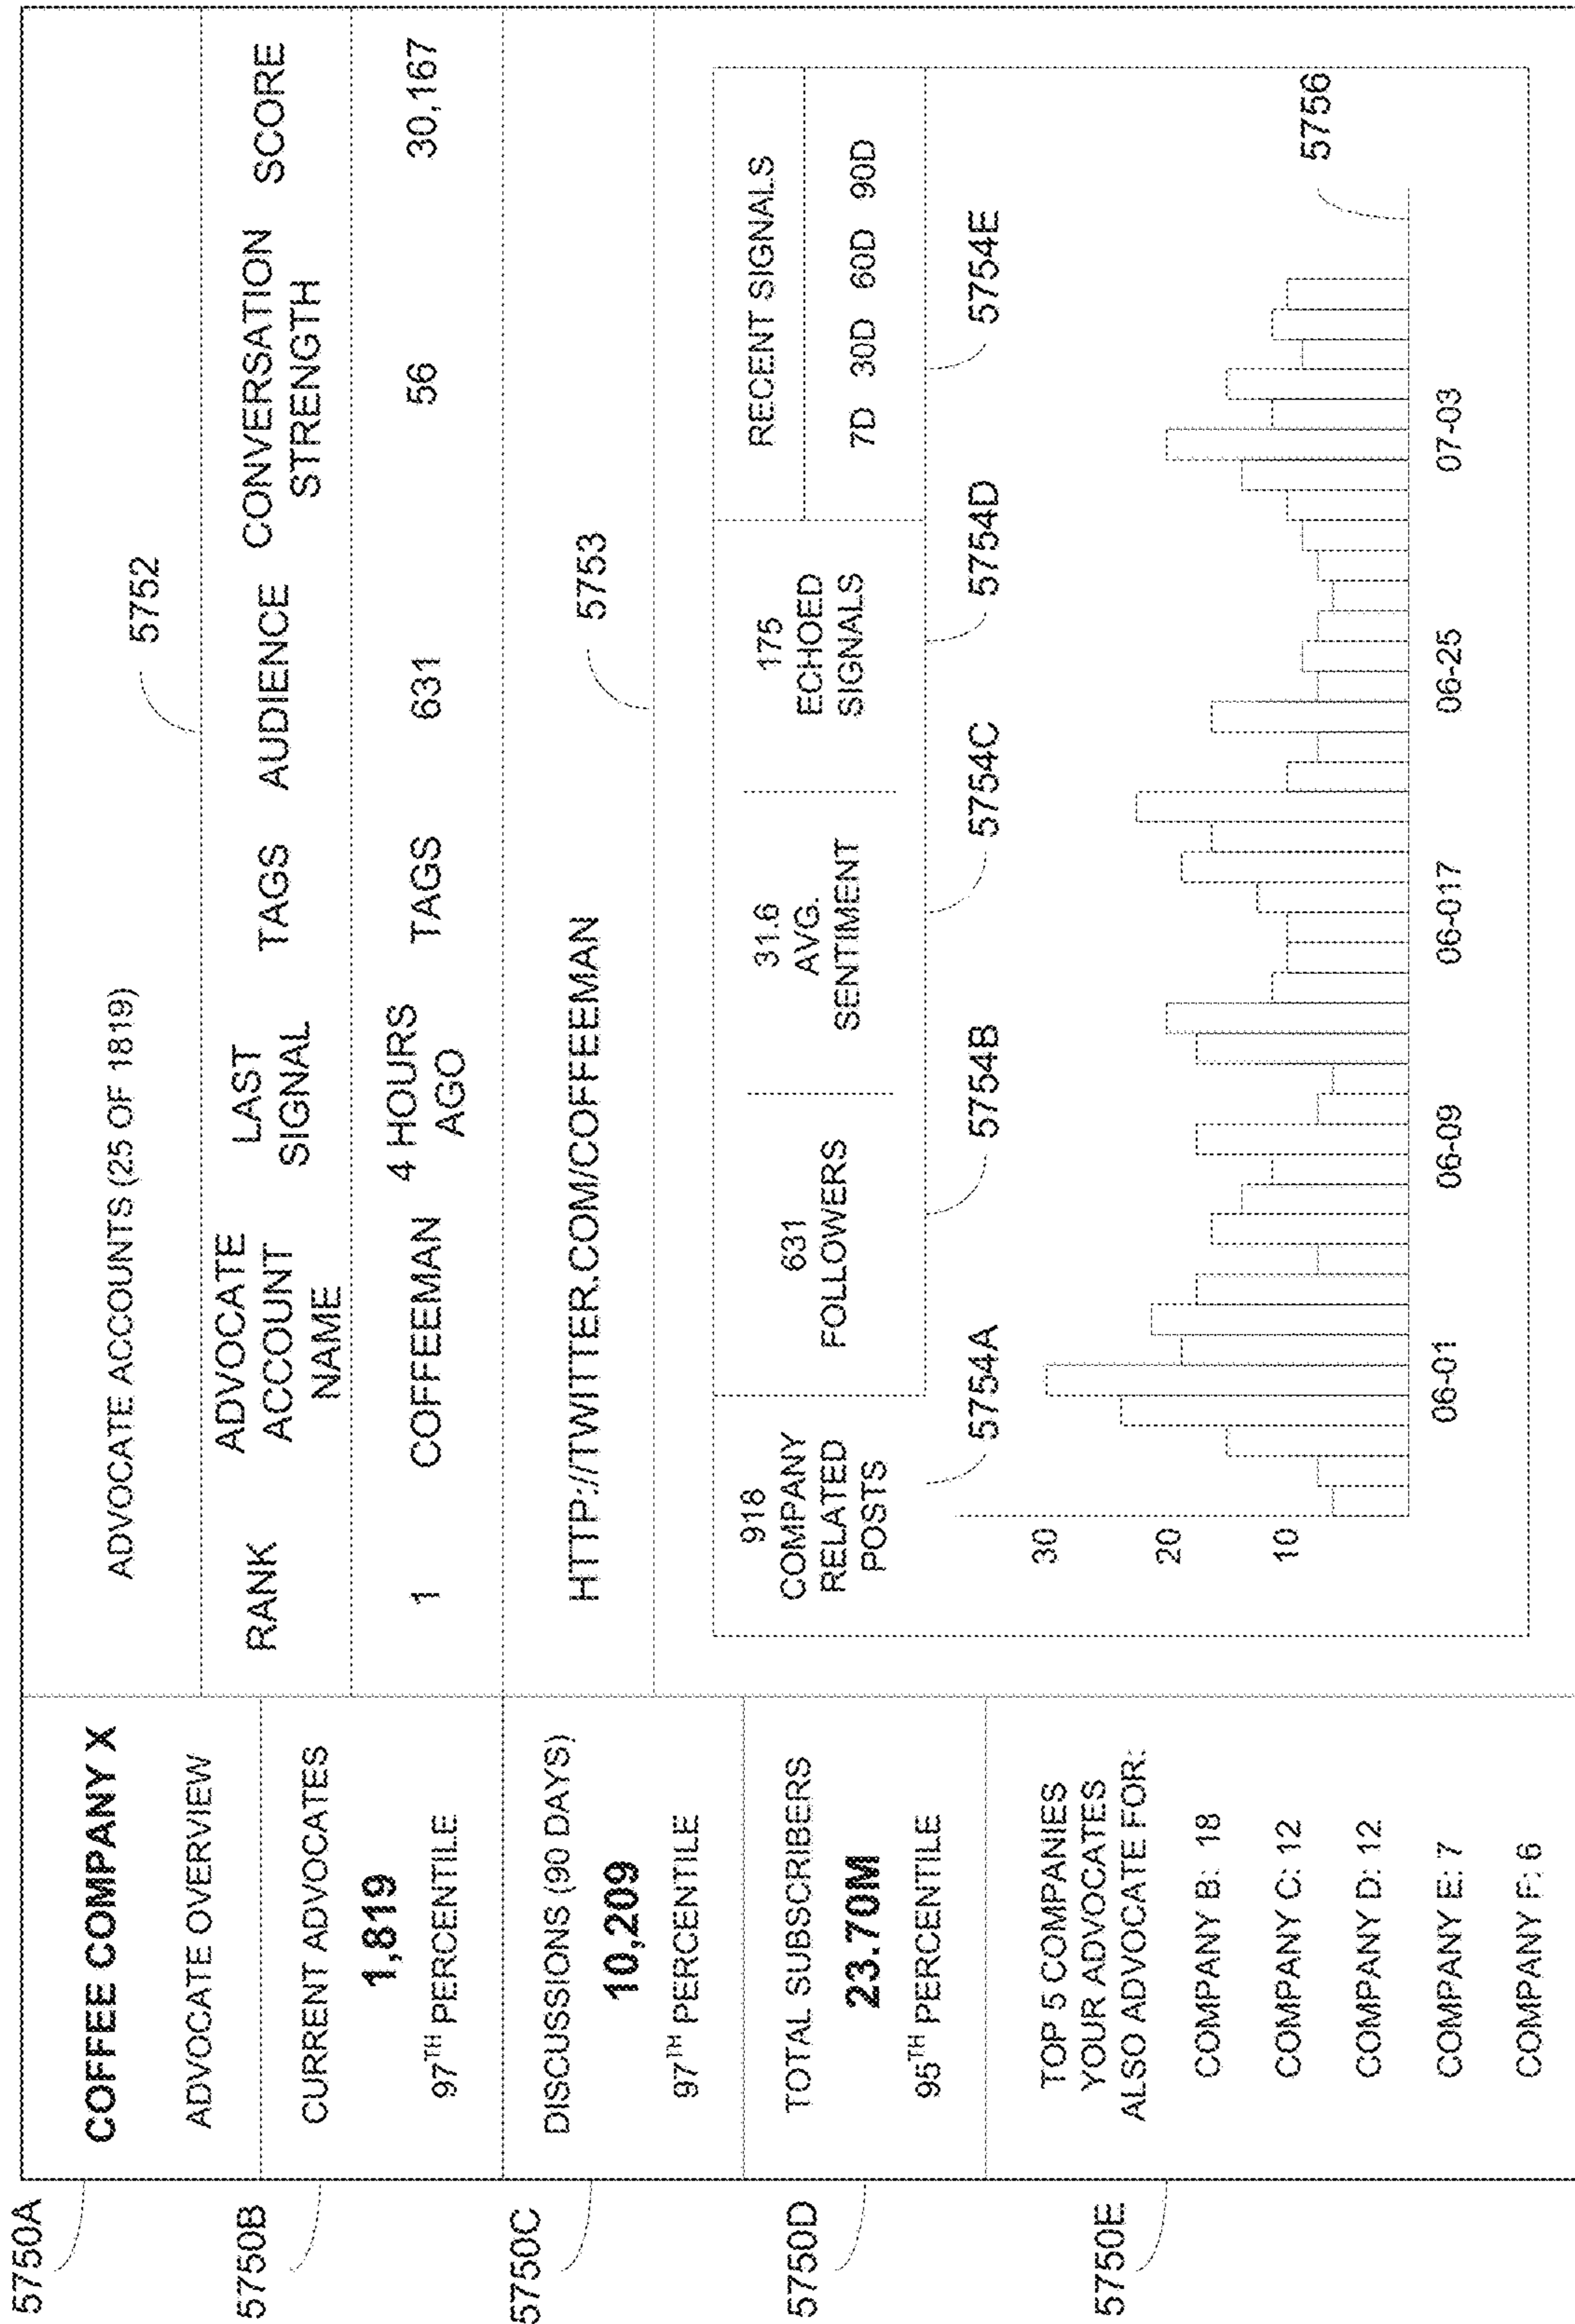 5750A
COFFEE COMPANY X
ADVOCATE OVERVIEW
5750B
CURRENT ADVOCATES
1,819
97TH PERCENTILE
5750C
DISCUSSIONS (90 DAYS)
10,209
97TH PERCENTILE
5750D
TOTAL SUBSCRIBERS
23.70M
95TH PERCENTILE
5750E
TOP 5 COMPANIES
YOUR ADVOCATES
ALSO ADVOCATE FOR:
COMPANY B: 18
COMPANY C: 12
COMPANY D: 12
COMPANY E: 7
COMPANY F: 6
ADVOCATE ACCOUNTS (25 OF 1819)
5752
RANK
ADVOCATE
ACCOUNT
NAME
LAST
SIGNAL
TAGS
AUDIENCE
CONVERSATION
STRENGTH
SCORE
1
COFFEEMAN
4 HOURS
AGO
TAGS
631
56
30,167
HTTP://TWITTER.COM/COFFEEMAN
5753
918
COMPANY
RELATED
POSTS
631
FOLLOWERS
31.6
AVG.
SENTIMENT
175
ECHOED
SIGNALS
RECENT SIGNALS
7D 30D 60D 90D
5754A
5754B
5754C
5754D
5754E
30
20
10
5756
06-01
06-09
06-017
06-25
07-03